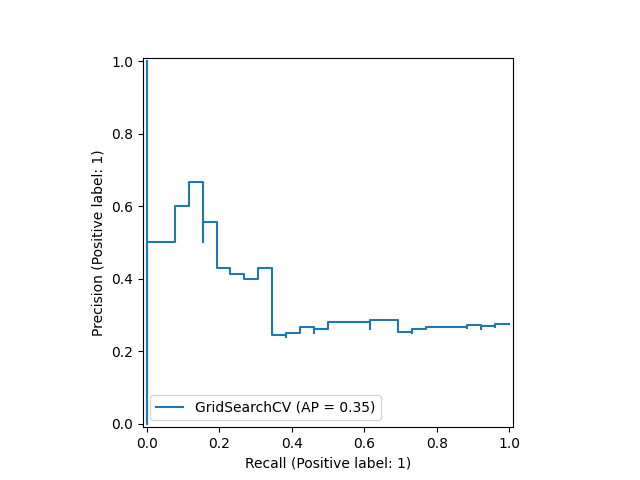 1.0
0.8
0.6
0.4
0.2
0.0
Precision (Positive label: 1)
GridSearchCV (AP = 0.35)
0.0 0.2 0.4 0.6 0.8 1.0
Recall (Positive label: 1)